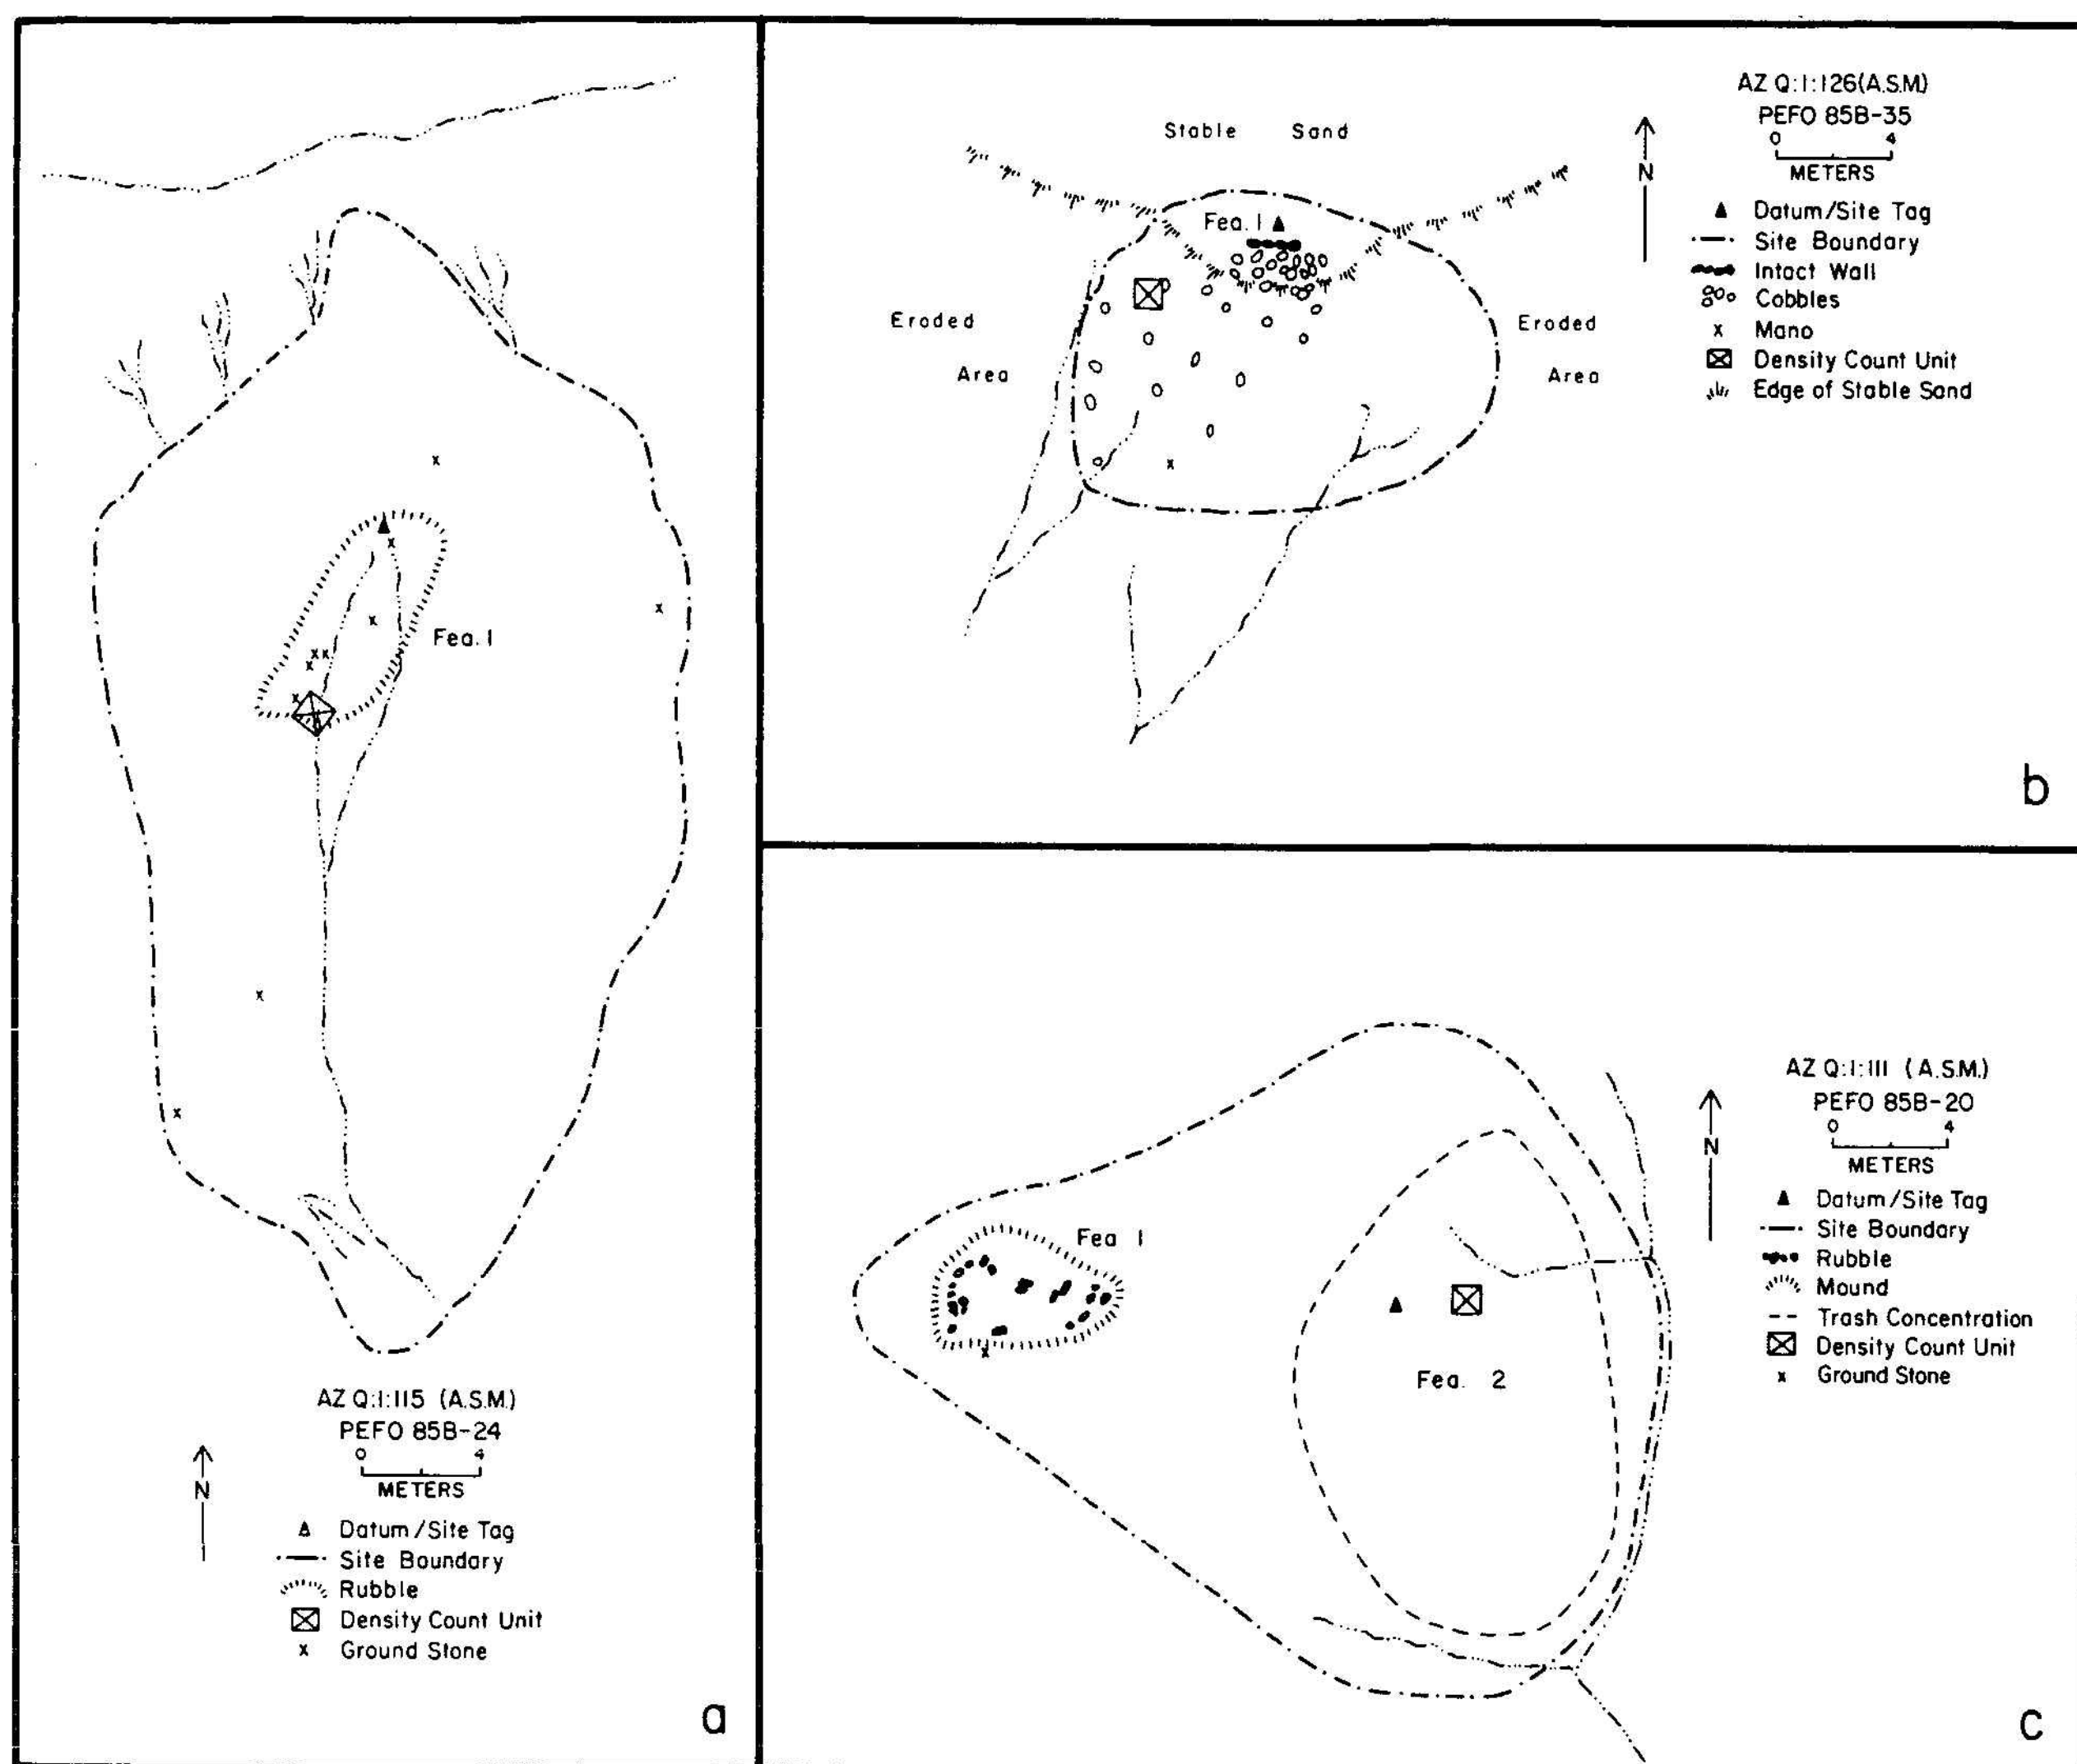 Fea. 1
AZ Q:1:115 (A.S.M.)
PEFO 85B-24
0 4
METERS
N
Datum/Site Tag
Site Boundary
Rubble
Density Count Unit
x Ground Stone
a
Stable Sand
Fea. 1
Eroded
Area
Eroded
Area
N
AZ Q:1:126(A.S.M.)
PEFO 85B-35
0 4
METERS
Datum/Site Tag
Site Boundary
Intact Wall
Cobbles
x Mano
Density Count Unit
Edge of Stable Sand
b
Fea 1
Fea. 2
N
AZ Q:1:111 (A.S.M.)
PEFO 85B-20
0 4
METERS
Datum/Site Tag
Site Boundary
Rubble
Mound
Trash Concentration
Density Count Unit
x Ground Stone
c